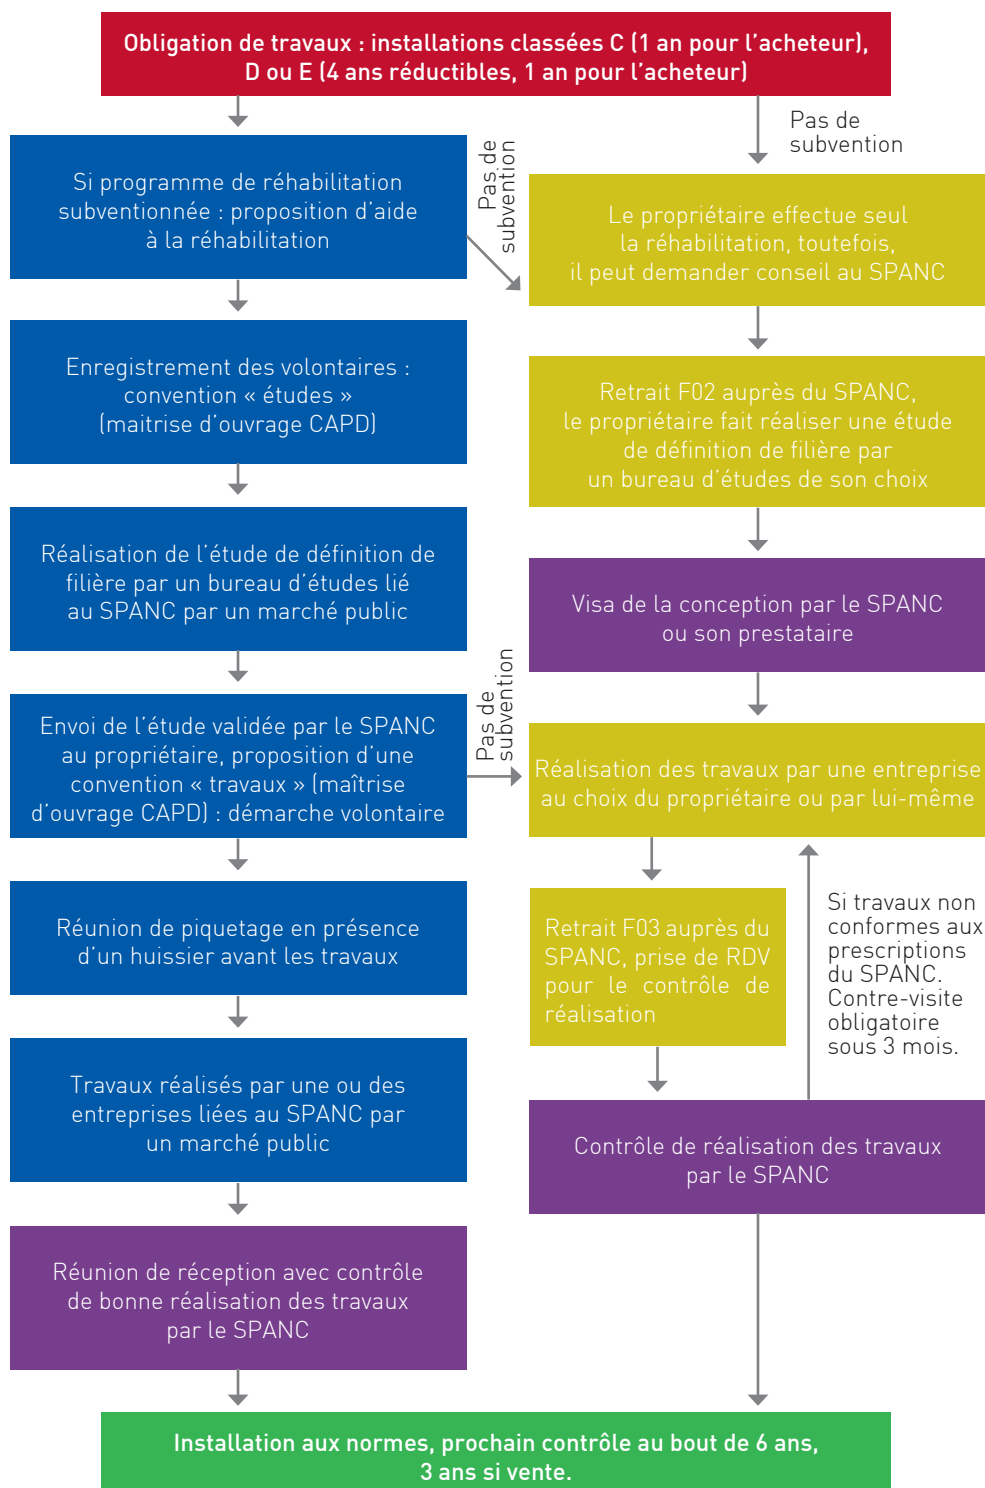 Obligation de travaux : installations classées C (1 an pour l'acheteur),
D ou E (4 ans réductibles, 1 an pour l'acheteur)
Pas de
subvention
Si programme de réhabilitation
subventionnée : proposition d'aide
à la réhabilitation
Pas de
subvention
Le propriétaire effectue seul
la réhabilitation, toutefois,
il peut demander conseil au SPANC
Enregistrement des volontaires :
convention « études »
(maitrise d'ouvrage CAPD)
Retrait F02 auprès du SPANC,
le propriétaire fait réaliser une étude
de définition de filière par
un bureau d'études de son choix
Réalisation de l'étude de définition de
filière par un bureau d'études lié
au SPANC par un marché public
Visa de la conception par le SPANC
ou son prestataire
Envoi de l'étude validée par le SPANC
au propriétaire, proposition d'une
convention « travaux » (maîtrise
d'ouvrage CAPD) : démarche volontaire
Pas de
subvention
Réalisation des travaux par une entreprise
au choix du propriétaire ou par lui-même
Réunion de piquetage en présence
d'un huissier avant les travaux
Retrait F03 auprès du
SPANC, prise de RDV
pour le contrôle de
réalisation
Si travaux non
conformes aux
prescriptions
du SPANC.
Contre-visite
obligatoire
sous 3 mois.
Travaux réalisés par une ou des
entreprises liées au SPANC par
un marché public
Contrôle de réalisation des travaux
par le SPANC
Réunion de réception avec contrôle
de bonne réalisation des travaux
par le SPANC
Installation aux normes, prochain contrôle au bout de 6 ans,
3 ans si vente.